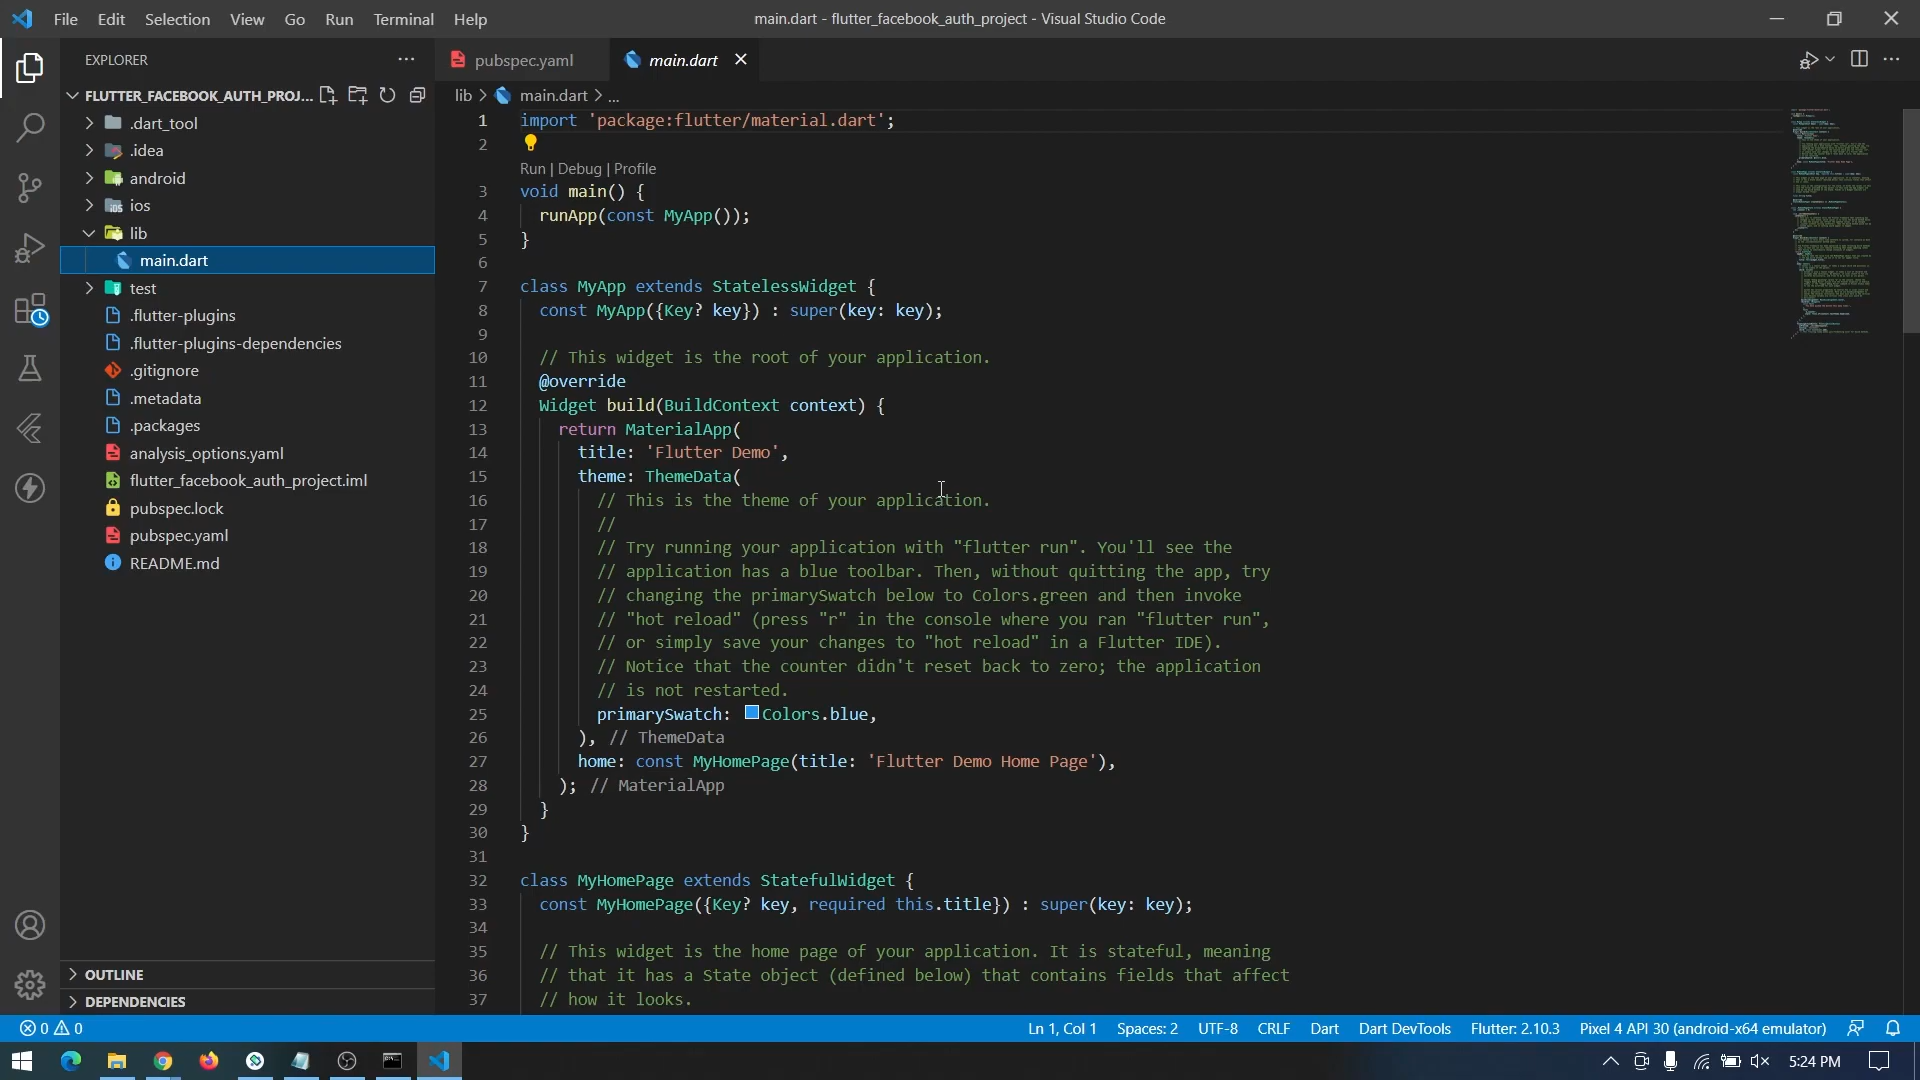 File Edit Selection View Go Run Terminal Help
main.dart - flutter_facebook_auth_project - Visual Studio Code
EXPLORER
FLUTTER_FACEBOOK_AUTH_PROJ...
.dart_tool
.idea
android
ios
lib
main.dart
test
.flutter-plugins
.flutter-plugins-dependencies
.gitignore
.metadata
.packages
analysis_options.yaml
flutter_facebook_auth_project.iml
pubspec.lock
pubspec.yaml
README.md
OUTLINE
DEPENDENCIES
pubspec.yaml
main.dart
lib > main.dart > ...
1 import 'package:flutter/material.dart';
2
Run | Debug | Profile
3 void main() {
4 runApp(const MyApp());
5 }
6
7 class MyApp extends StatelessWidget {
8 const MyApp({Key? key}) : super(key: key);
9
10 // This widget is the root of your application.
11 @override
12 Widget build(BuildContext context) {
13 return MaterialApp(
14 title: 'Flutter Demo',
15 theme: ThemeData(
16 // This is the theme of your application.
17 //
18 // Try running your application with "flutter run". You'll see the
19 // application has a blue toolbar. Then, without quitting the app, try
20 // changing the primarySwatch below to Colors.green and then invoke
21 // "hot reload" (press "r" in the console where you ran "flutter run",
22 // or simply save your changes to "hot reload" in a Flutter IDE).
23 // Notice that the counter didn't reset back to zero; the application
24 // is not restarted.
25 primarySwatch: Colors.blue,
26 ), // ThemeData
27 home: const MyHomePage(title: 'Flutter Demo Home Page'),
28 ); // MaterialApp
29 }
30 }
31
32 class MyHomePage extends StatefulWidget {
33 const MyHomePage({Key? key, required this.title}) : super(key: key);
34
35 // This widget is the home page of your application. It is stateful, meaning
36 // that it has a State object (defined below) that contains fields that affect
37 // how it looks.
0 0
Ln 1, Col 1 Spaces: 2 UTF-8 CRLF Dart Dart DevTools Flutter: 2.10.3 Pixel 4 API 30 (android-x64 emulator)
5:24 PM